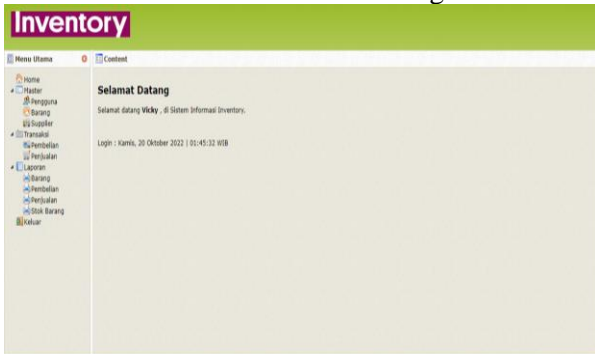 Inventory
Menu Utama
Content
Home
Master
Pengguna
Barang
Supplier
Transaksi
Pembelian
Penjualan
Laporan
Barang
Pembelian
Penjualan
Stok Barang
Keluar
Selamat Datang
Selamat datang Vicky , di Sistem Informasi Inventory.
Login : Kamis, 20 Oktober 2022 | 01:45:32 WIB